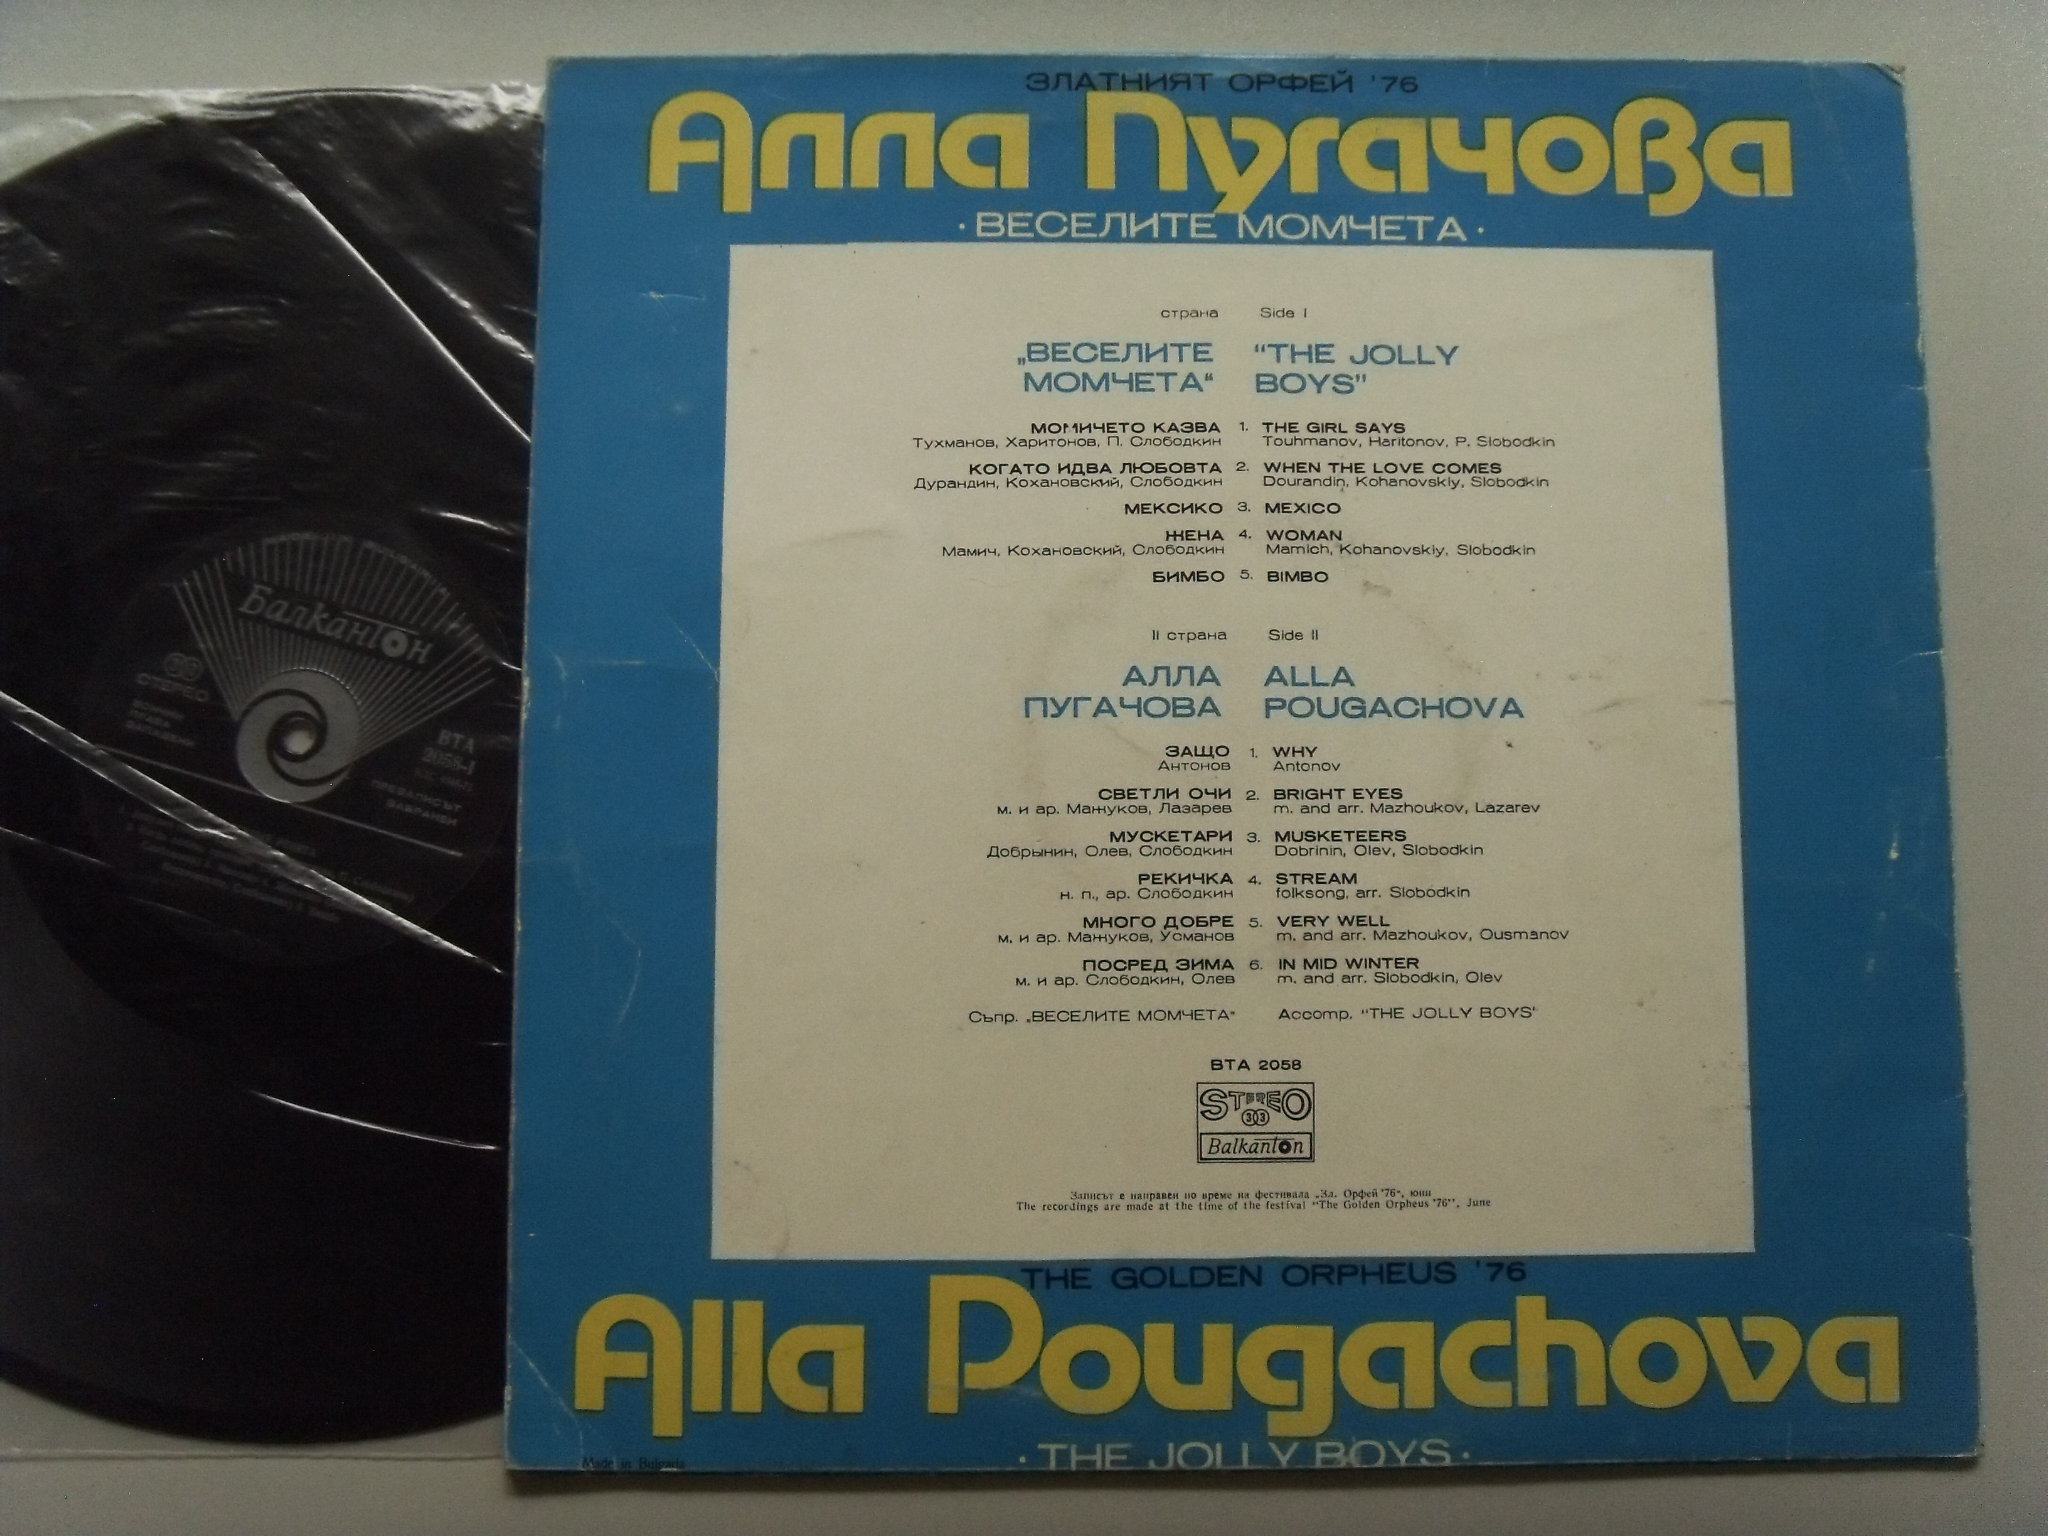 ЗЛАТНИЯТ ОРФЕЙ '76
Алла Пугачова
· ВЕСЕЛИТЕ МОМЧЕТА ·
страна Side I
„ВЕСЕЛИТE "THE JOLLY
МОМЧЕТА“ BOYS"
МОМИЧЕТО КАЗВА 1. THE GIRL SAYS
Тухманов, Харитонов, П. Слободкин Touhmanov, Haritonov, P. Slobodkin
КОГАТО ИДВА ЛЮБОВТА 2. WHEN THE LOVE COMES
Дурандин, Кохановский, Слободкин Dourandin, Kohanovskiy, Slobodkin
МЕКСИКО 3. MEXICO
ЖЕНА 4. WOMAN
Мамич, Кохановский, Слободкин Mamich, Kohanovskiy, Slobodkin
БИМБО 5. BIMBO
II страна Side II
АЛЛА ALLA
ПУГАЧОВА POUGACHOVA
ЗАЩО 1. WHY
Антонов Antonov
СВЕТЛИ ОЧИ 2. BRIGHT EYES
м. и ар. Мажуков, Лазарев m. and arr. Mazhoukov, Lazarev
МУСКЕТАРИ 3. MUSKETEERS
Добрынин, Олев, Слободкин Dobrinin, Olev, Slobodkin
РЕКИЧКА 4. STREAM
н. п., ар. Слободкин folksong, arr. Slobodkin
МНОГО ДОБРЕ 5. VERY WELL
м. и ар. Мажуков, Усманов m. and arr. Mazhoukov, Ousmanov
ПОСРЕД ЗИМА 6. IN MID WINTER
м. и ар. Слободкин, Олев m. and arr. Slobodkin, Olev
Съпр. „ВЕСЕЛИТЕ МОМЧЕТА" Accomp. "THE JOLLY BOYS"
ВТА 2058
STEREO
33
Balkanton
Записът е направен по време на фестивала „Зл. Орфей '76“, юни
The recordings are made at the time of the festival "The Golden Orpheus '76", June
THE GOLDEN ORPHEUS '76
Alla Pougachova
· THE JOLLY BOYS ·
Made in Bulgaria
Балкантон
СТЕРЕО
ВТА
2058-I
ПРЕЗАПИСЪТ
ЗАБРАНЕН